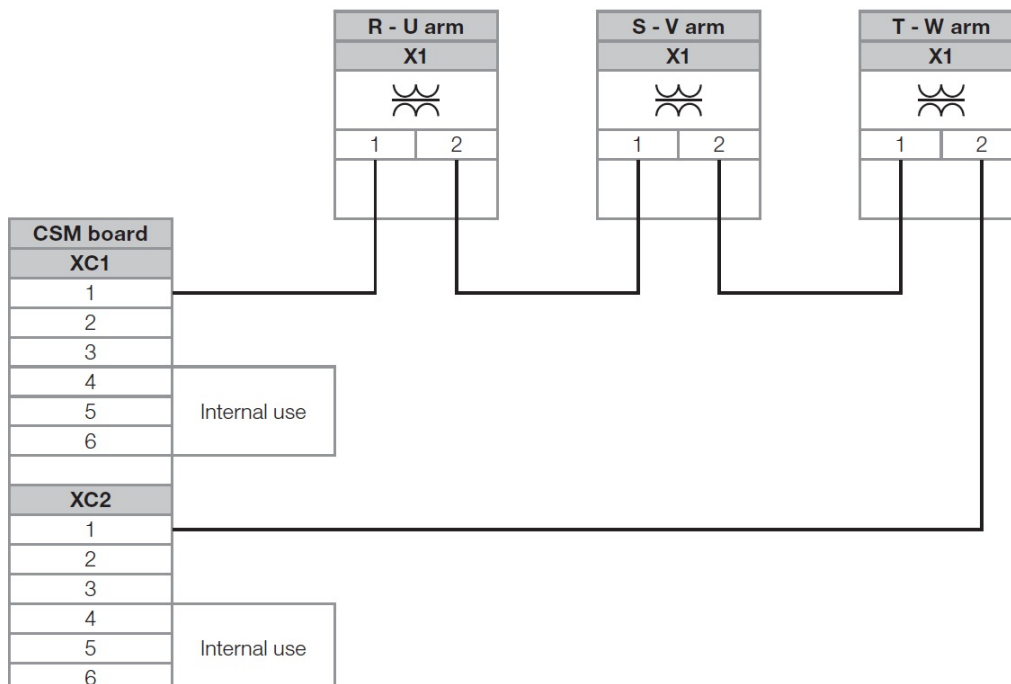 R - U arm
X1
1 2
S - V arm
X1
1 2
T - W arm
X1
1 2
CSM board
XC1
1
2
3
4
5
6
Internal use
XC2
1
2
3
4
5
6
Internal use